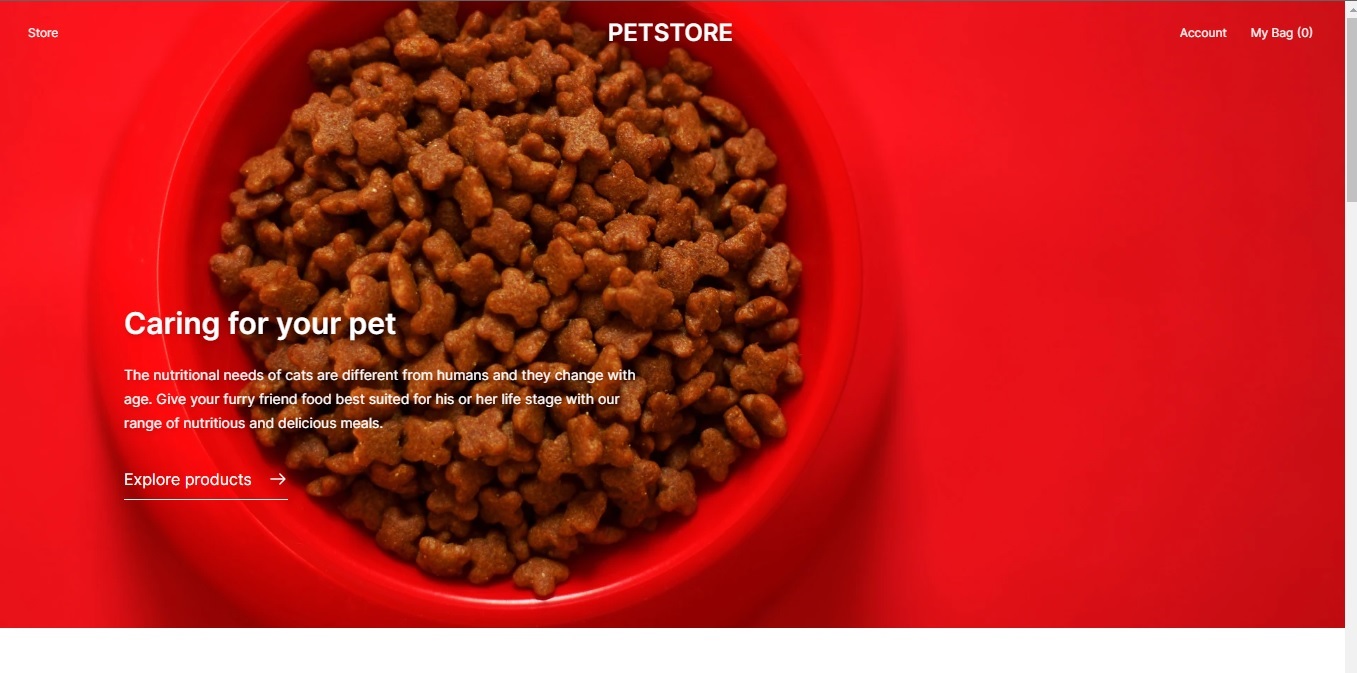 Store
PETSTORE
Account
My Bag (0)
Caring for your pet
The nutritional needs of cats are different from humans and they change with
age. Give your furry friend food best suited for his or her life stage with our
range of nutritious and delicious meals.
Explore products